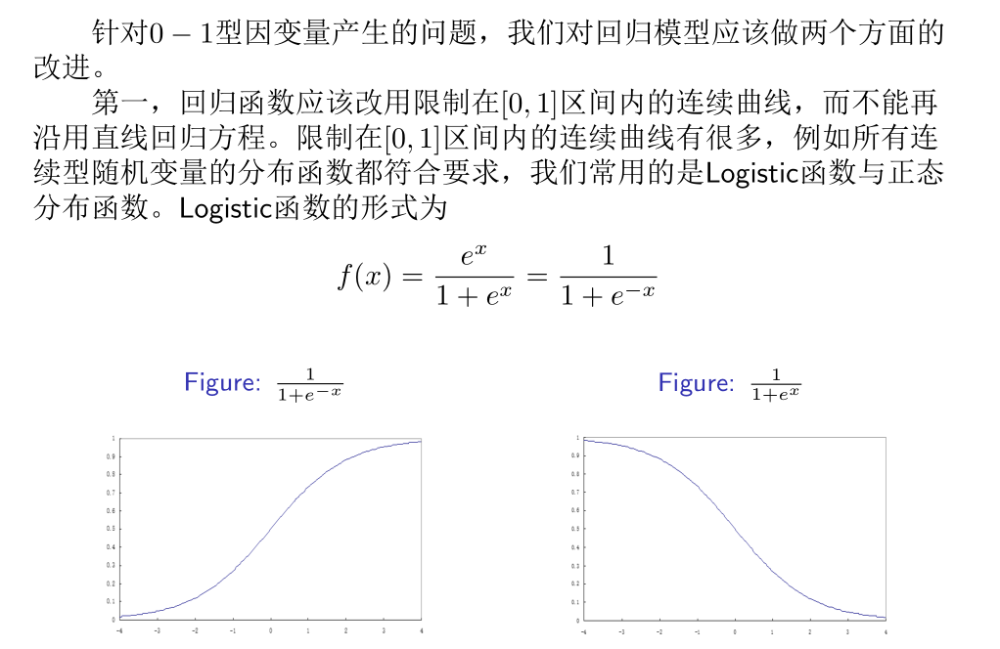 针对0 − 1型因变量产生的问题，我们对回归模型应该做两个方面的
改进。
第一，回归函数应该改用限制在[0, 1]区间内的连续曲线，而不能再
沿用直线回归方程。限制在[0, 1]区间内的连续曲线有很多，例如所有连
续型随机变量的分布函数都符合要求，我们常用的是Logistic函数与正态
分布函数。Logistic函数的形式为
f(x) = e^x / (1 + e^x) = 1 / (1 + e^{−x})
Figure: 1 / (1+e^{−x})
Figure: 1 / (1+e^x)
1
0.9
0.8
0.7
0.6
0.5
0.4
0.3
0.2
0.1
0
-4 -3 -2 -1 0 1 2 3 4
1
0.9
0.8
0.7
0.6
0.5
0.4
0.3
0.2
0.1
0
-4 -3 -2 -1 0 1 2 3 4